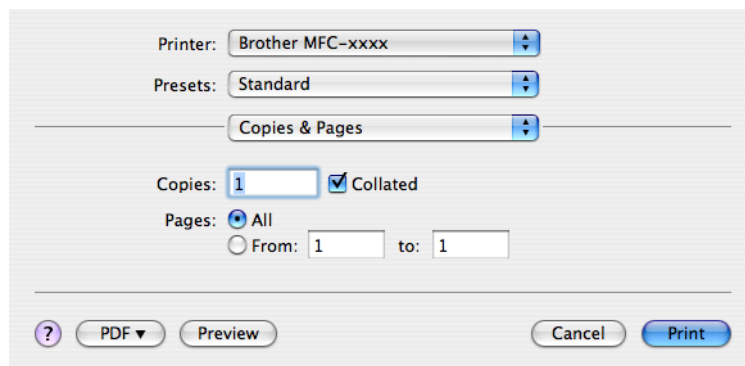 Printer: Brother MFC-xxxx
Presets: Standard
Copies & Pages
Copies: 1 Collated
Pages: All
From: 1 to: 1
? PDF ▼ Preview Cancel Print